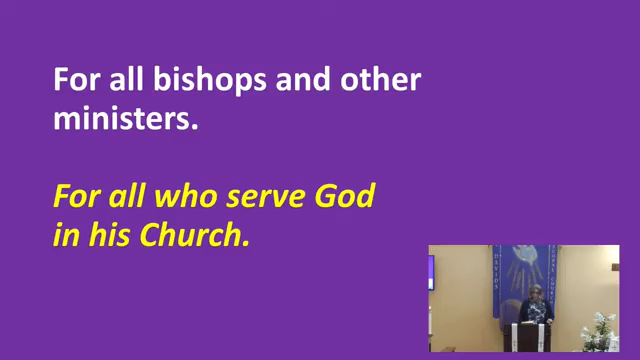 For all bishops and other
ministers.
For all who serve God
in his Church.